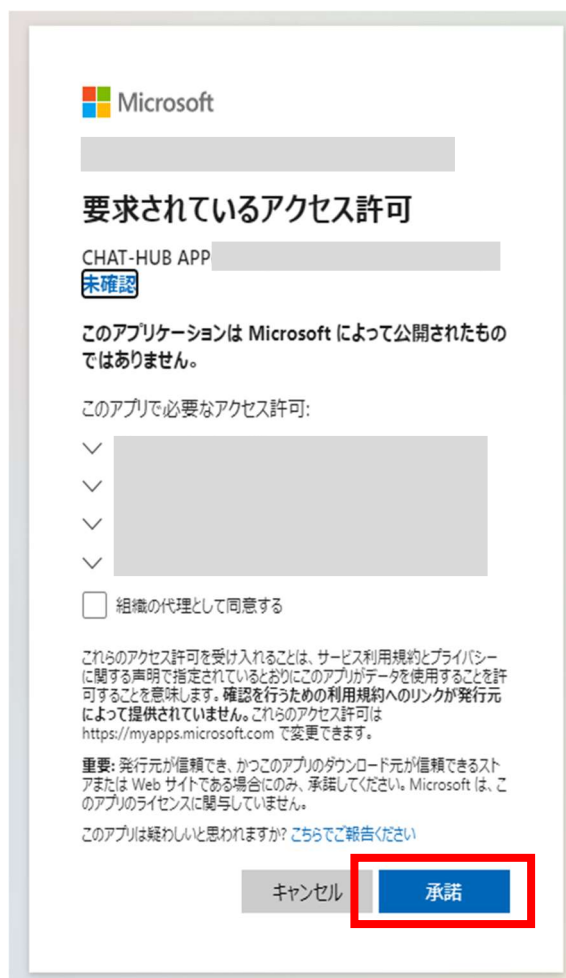 Microsoft
要求されているアクセス許可
CHAT-HUB APP
未確認
このアプリケーションは Microsoft によって公開されたもの
ではありません。
このアプリで必要なアクセス許可:
組織の代理として同意する
これらのアクセス許可を受け入れることは、サービス利用規約とプライバシー
に関する声明で指定されているとおりにこのアプリがデータを使用することを許
可することを意味します。確認を行うための利用規約へのリンクが発行元
によって提供されていません。これらのアクセス許可は
https://myapps.microsoft.com で変更できます。
重要: 発行元が信頼でき、かつこのアプリのダウンロード元が信頼できるスト
アまたは Web サイトである場合にのみ、承諾してください。Microsoft は、こ
のアプリのライセンスに関与していません。
このアプリは疑わしいと思われますか? こちらでご報告ください
キャンセル
承諾